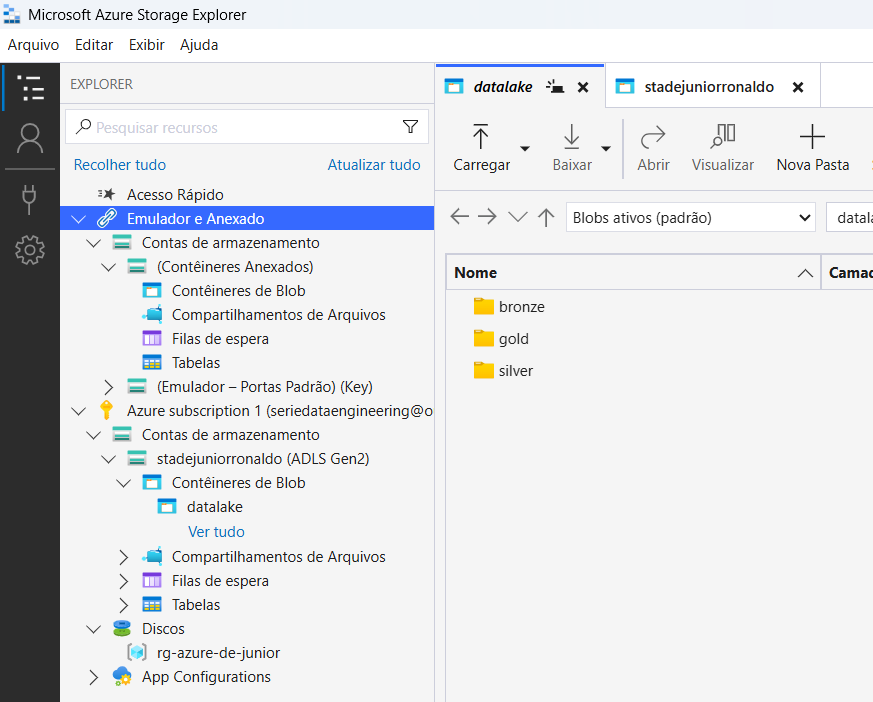 Microsoft Azure Storage Explorer
Arquivo Editar Exibir Ajuda
EXPLORER
Pesquisar recursos
Recolher tudo Atualizar tudo
Acesso Rápido
Emulador e Anexado
Contas de armazenamento
(Contêineres Anexados)
Contêineres de Blob
Compartilhamentos de Arquivos
Filas de espera
Tabelas
(Emulador – Portas Padrão) (Key)
Azure subscription 1 (seriedataengineering@o
Contas de armazenamento
stadejuniorronaldo (ADLS Gen2)
Contêineres de Blob
datalake
Ver tudo
Compartilhamentos de Arquivos
Filas de espera
Tabelas
Discos
rg-azure-de-junior
App Configurations
datalake stadejuniorronaldo
Carregar Baixar Abrir Visualizar Nova Pasta
Blobs ativos (padrão) datala
Nome Camad
bronze
gold
silver